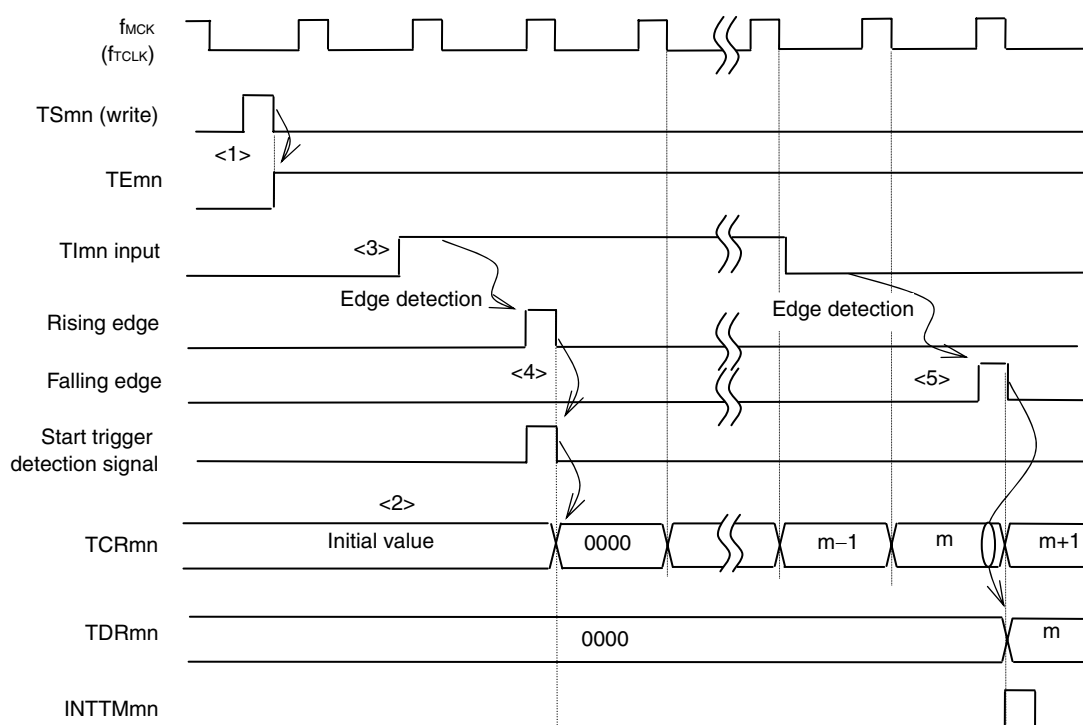 fMCK
(fTCLK)
TSmn (write)
<1>
TEmn
TImn input
<3>
Edge detection
Edge detection
Rising edge
<4>
Falling edge
<5>
Start trigger
detection signal
<2>
TCRmn
Initial value
0000
m−1
m
m+1
TDRmn
0000
m
INTTMmn